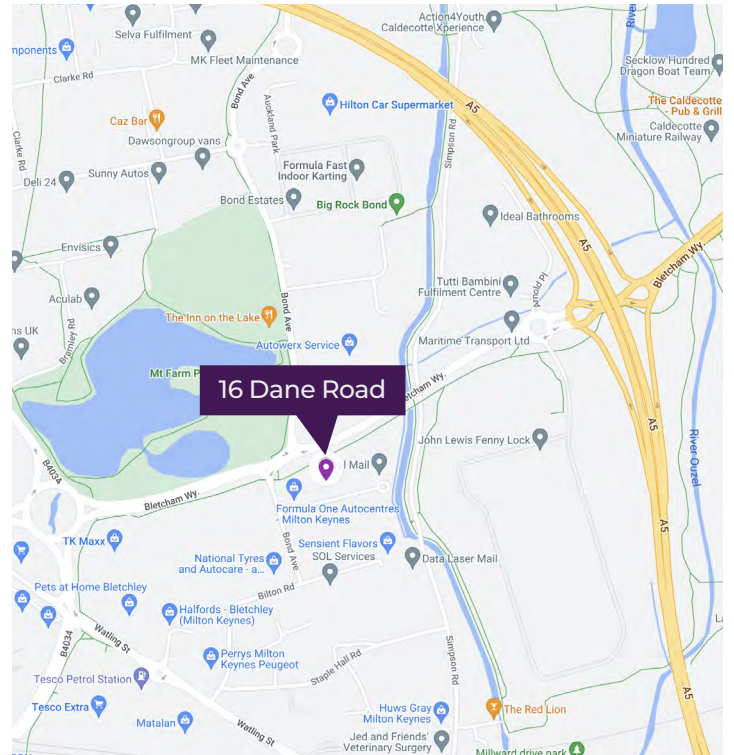 Action4Youth,
Caldecotte Xperience
Selva Fulfilment
mponents
MK Fleet Maintenance
Clarke Rd
Bond Ave
River
Secklow Hundred
Dragon Boat Team
A5
Hilton Car Supermarket
Auckland Park
The Caldecotte
- Pub & Grill
Caz Bar
Caldecotte
Miniature Railway
Dawsongroup vans
Clarke Rd
Simpson Rd
Formula Fast
Indoor Karting
Sunny Autos
Deli 24
Bond Estates
Big Rock Bond
Ideal Bathrooms
A5
A5
Envisics
Bletcham Wy.
Tutti Bambini
Fulfilment Centre
Aculab
Bond Ave
The Inn on the Lake
ns UK
Bramley Rd
Autowerx Service
Maritime Transport Ltd
Mt Farm P
16 Dane Road
etcham Wy.
A5
John Lewis Fenny Lock
River Ouzel
l Mail
B4034
Bletcham Wy.
Formula One Autocentres
- Milton Keynes
A5
TK Maxx
Bond Ave
Sensient Flavors
SOL Services
Data Laser Mail
National Tyres
and Autocare - a...
Pets at Home Bletchley
Bilton Rd
Halfords - Bletchley
(Milton Keynes)
B4034
Watling St
Simpson Rd
Perrys Milton
Keynes Peugeot
Staple Hall Rd
Tesco Petrol Station
A5
Tesco Extra
Matalan
Watling St
Huws Gray
Milton Keynes
The Red Lion
Jed and Friends'
Veterinary Surgery
Millward drive park